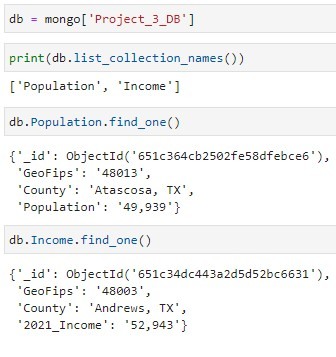 db = mongo['Project_3_DB']
print(db.list_collection_names())
['Population', 'Income']
db.Population.find_one()
{'_id': ObjectId('651c364cb2502fe58dfebce6'),
 'GeoFips': '48013',
 'County': 'Atascosa, TX',
 'Population': '49,939'}
db.Income.find_one()
{'_id': ObjectId('651c34dc443a2d5d52bc6631'),
 'GeoFips': '48003',
 'County': 'Andrews, TX',
 '2021_Income': '52,943'}